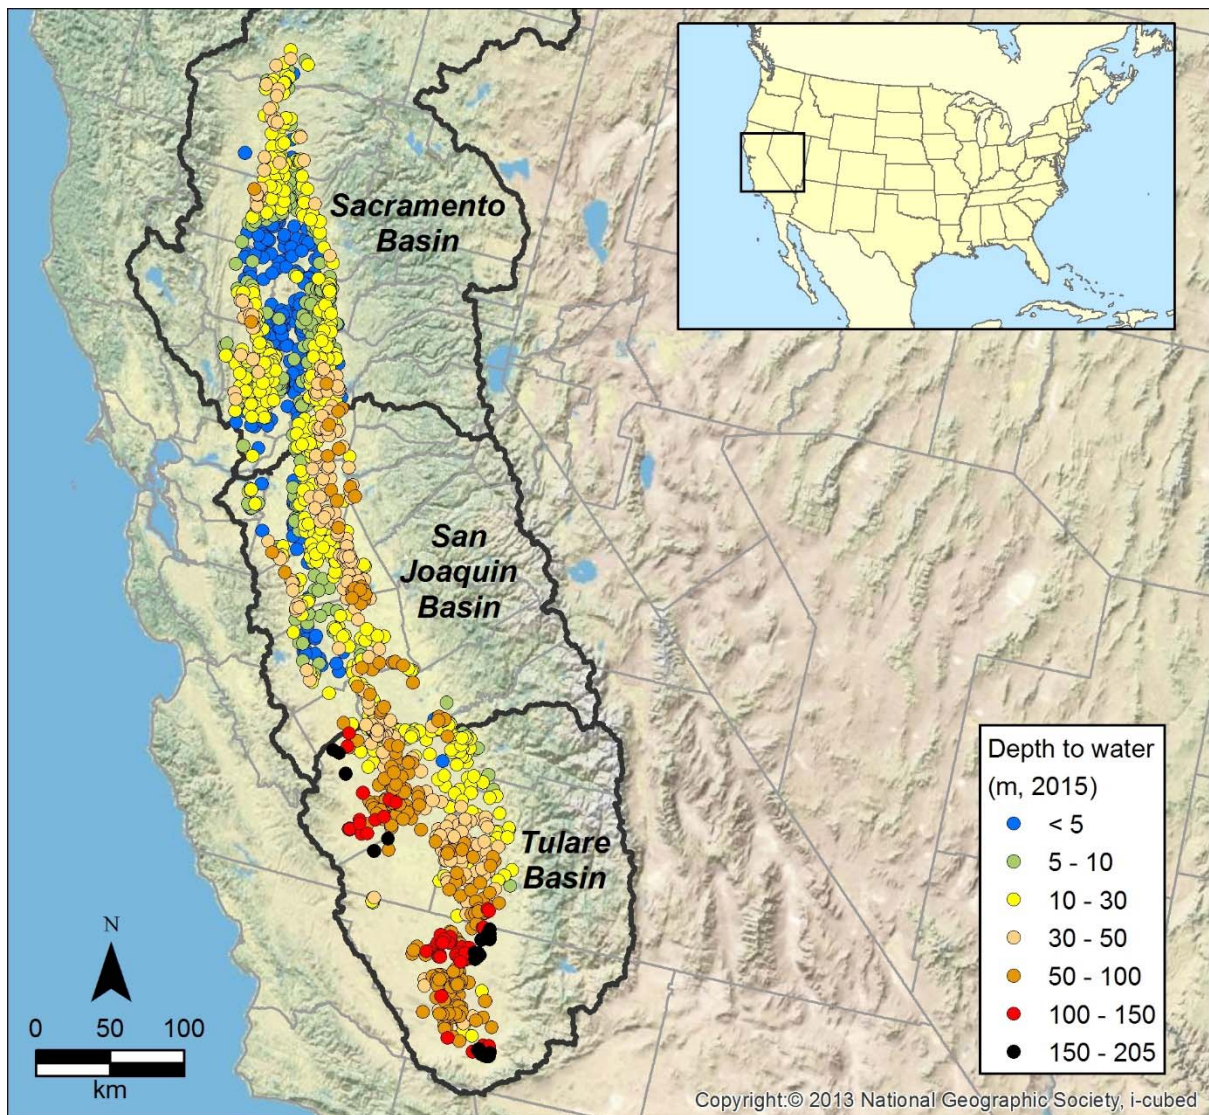 Sacramento
Basin
San
Joaquin
Basin
Tulare
Basin
Depth to water
(m, 2015)
< 5
5 - 10
10 - 30
30 - 50
50 - 100
100 - 150
150 - 205
N
0 50 100
km
Copyright:© 2013 National Geographic Society, i-cubed